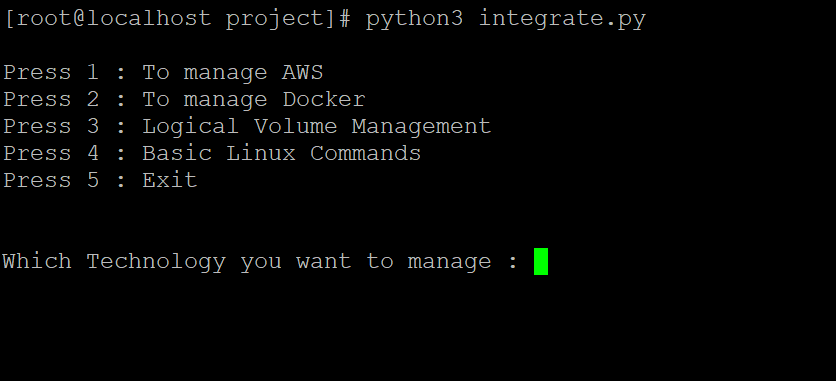 [root@localhost project]# python3 integrate.py
Press 1 : To manage AWS
Press 2 : To manage Docker
Press 3 : Logical Volume Management
Press 4 : Basic Linux Commands
Press 5 : Exit
Which Technology you want to manage :